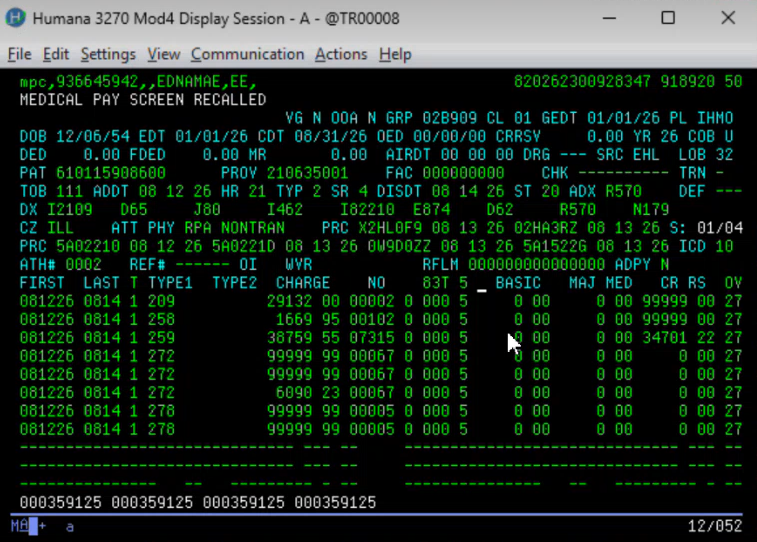 Humana 3270 Mod4 Display Session - A - @TR00008
File Edit Settings View Communication Actions Help
mpc,936645942,,EDNAMAE,EE, 820262300928347 918920 50
MEDICAL PAY SCREEN RECALLED
VG N OOA N GRP 02B909 CL 01 GEDT 01/01/26 PL IHMO
DOB 12/06/54 EDT 01/01/26 CDT 08/31/26 OED 00/00/00 CRRSV 0.00 YR 26 COB U
DED 0.00 FDED 0.00 MR 0.00 AIRDT 00 00 00 DRG --- SRC EHL LOB 32
PAT 610115908600 PROV 210635001 FAC 000000000 CHK ---------- TRN -
TOB 111 ADDT 08 12 26 HR 21 TYP 2 SR 4 DISDT 08 14 26 ST 20 ADX R570 DEF ---
DX I2109 D65 J80 I462 I82210 E874 D62 R570 N179
CZ ILL ATT PHY RPA NONTRAN PRC X2HL0F9 08 13 26 02HA3RZ 08 13 26 S: 01/04
PRC 5A02210 08 12 26 5A0221D 08 13 26 0W9D0ZZ 08 13 26 5A1522G 08 13 26 ICD 10
ATH# 0002 REF# ------ OI WVR RFLM 0000000000000 ADPY N
FIRST LAST T TYPE1 TYPE2 CHARGE NO 83T 5 _ BASIC MAJ MED CR RS OV
081226 0814 1 209 29132 00 00002 0 000 5 0 00 0 00 99999 00 27
081226 0814 1 258 1669 95 00102 0 000 5 0 00 0 00 99999 00 27
081226 0814 1 259 38759 55 07315 0 000 5 0 00 0 00 34701 22 27
081226 0814 1 272 99999 99 00067 0 000 5 0 00 0 00 0 00 27
081226 0814 1 272 99999 99 00067 0 000 5 0 00 0 00 0 00 27
081226 0814 1 272 6090 23 00067 0 000 5 0 00 0 00 0 00 27
081226 0814 1 278 99999 99 00005 0 000 5 0 00 0 00 0 00 27
081226 0814 1 278 99999 99 00005 0 000 5 0 00 0 00 0 00 27
000359125 000359125 000359125 000359125
MA + a 12/052